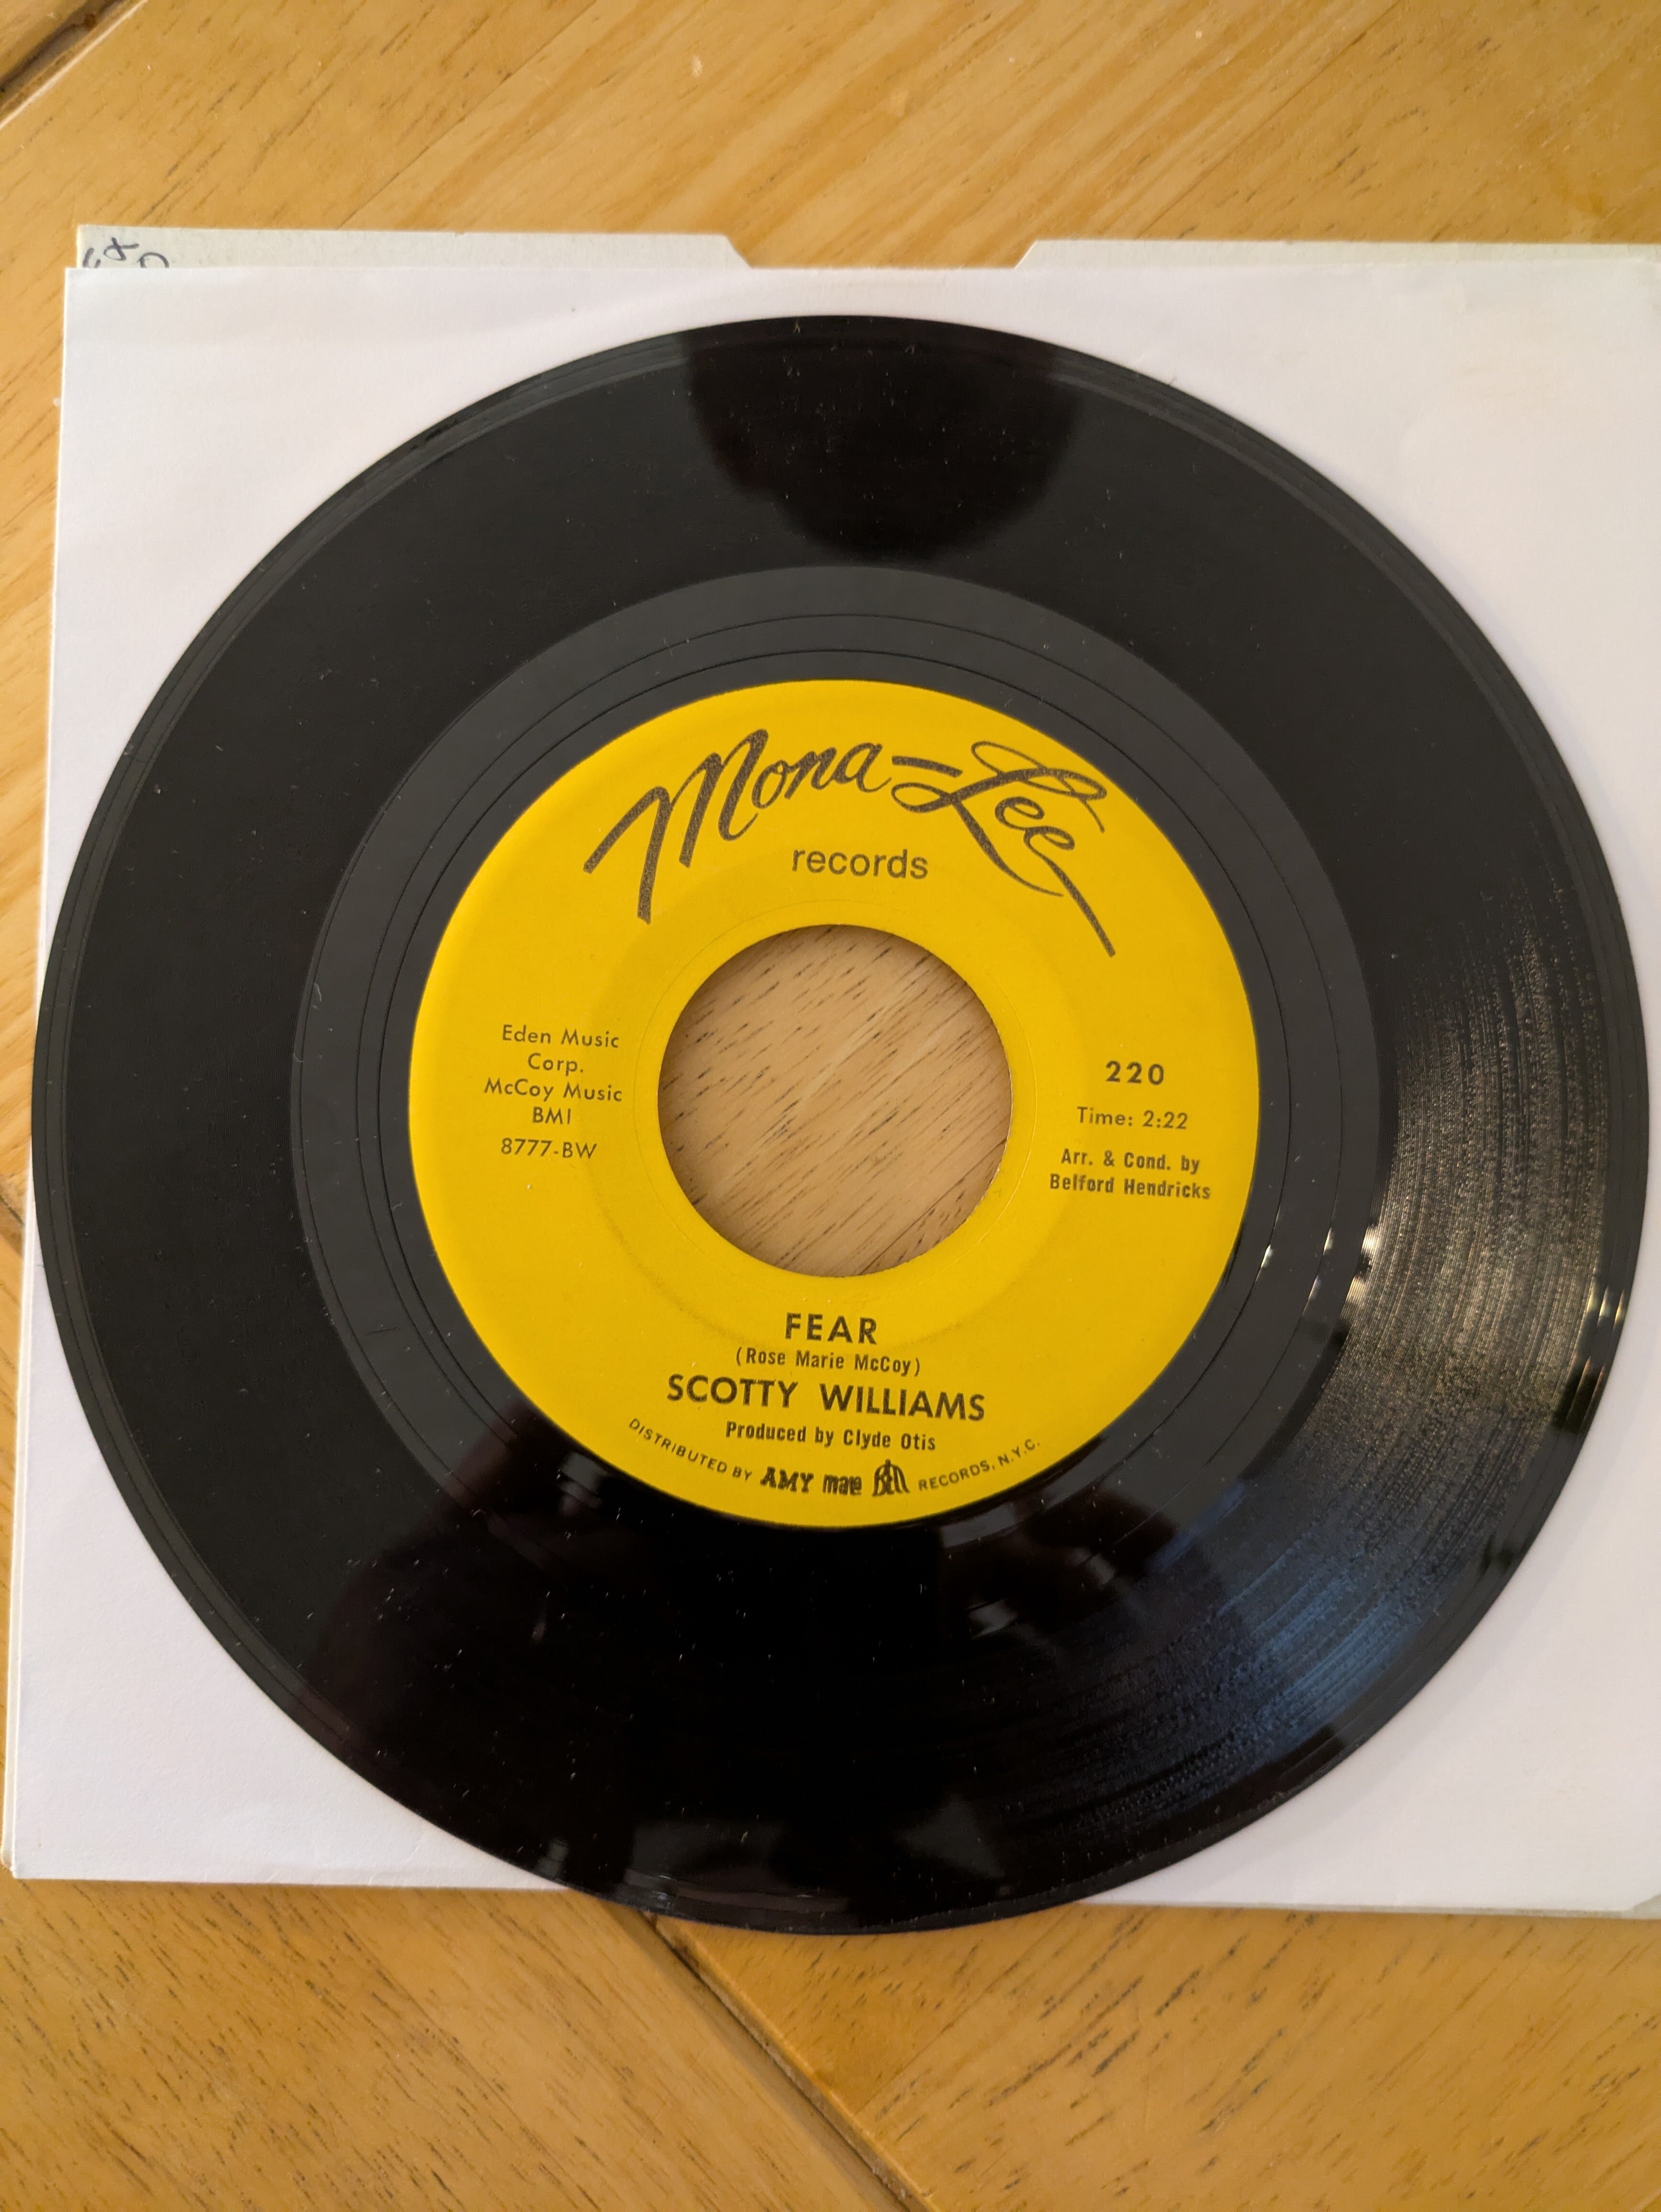 Mona-Lee
records
Eden Music
Corp.
McCoy Music
BMI
8777-BW
220
Time: 2:22
Arr. & Cond. by
Belford Hendricks
FEAR
(Rose Marie McCoy)
SCOTTY WILLIAMS
Produced by Clyde Otis
DISTRIBUTED BY AMY mala Bell RECORDS, N.Y.C.